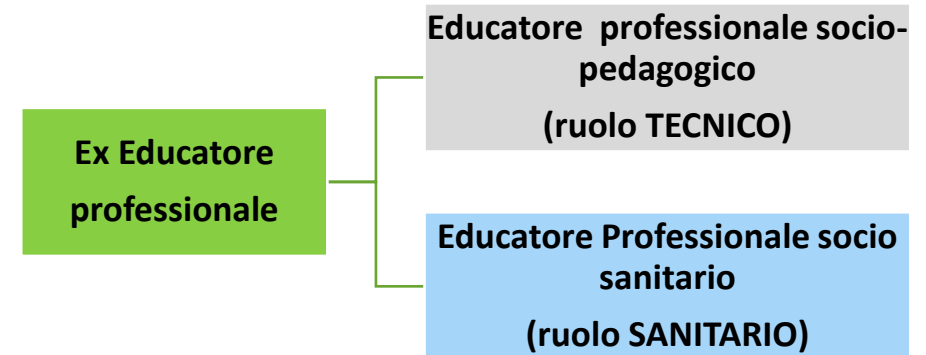 Ex Educatore
professionale
Educatore professionale socio-
pedagogico
(ruolo TECNICO)
Educatore Professionale socio
sanitario
(ruolo SANITARIO)